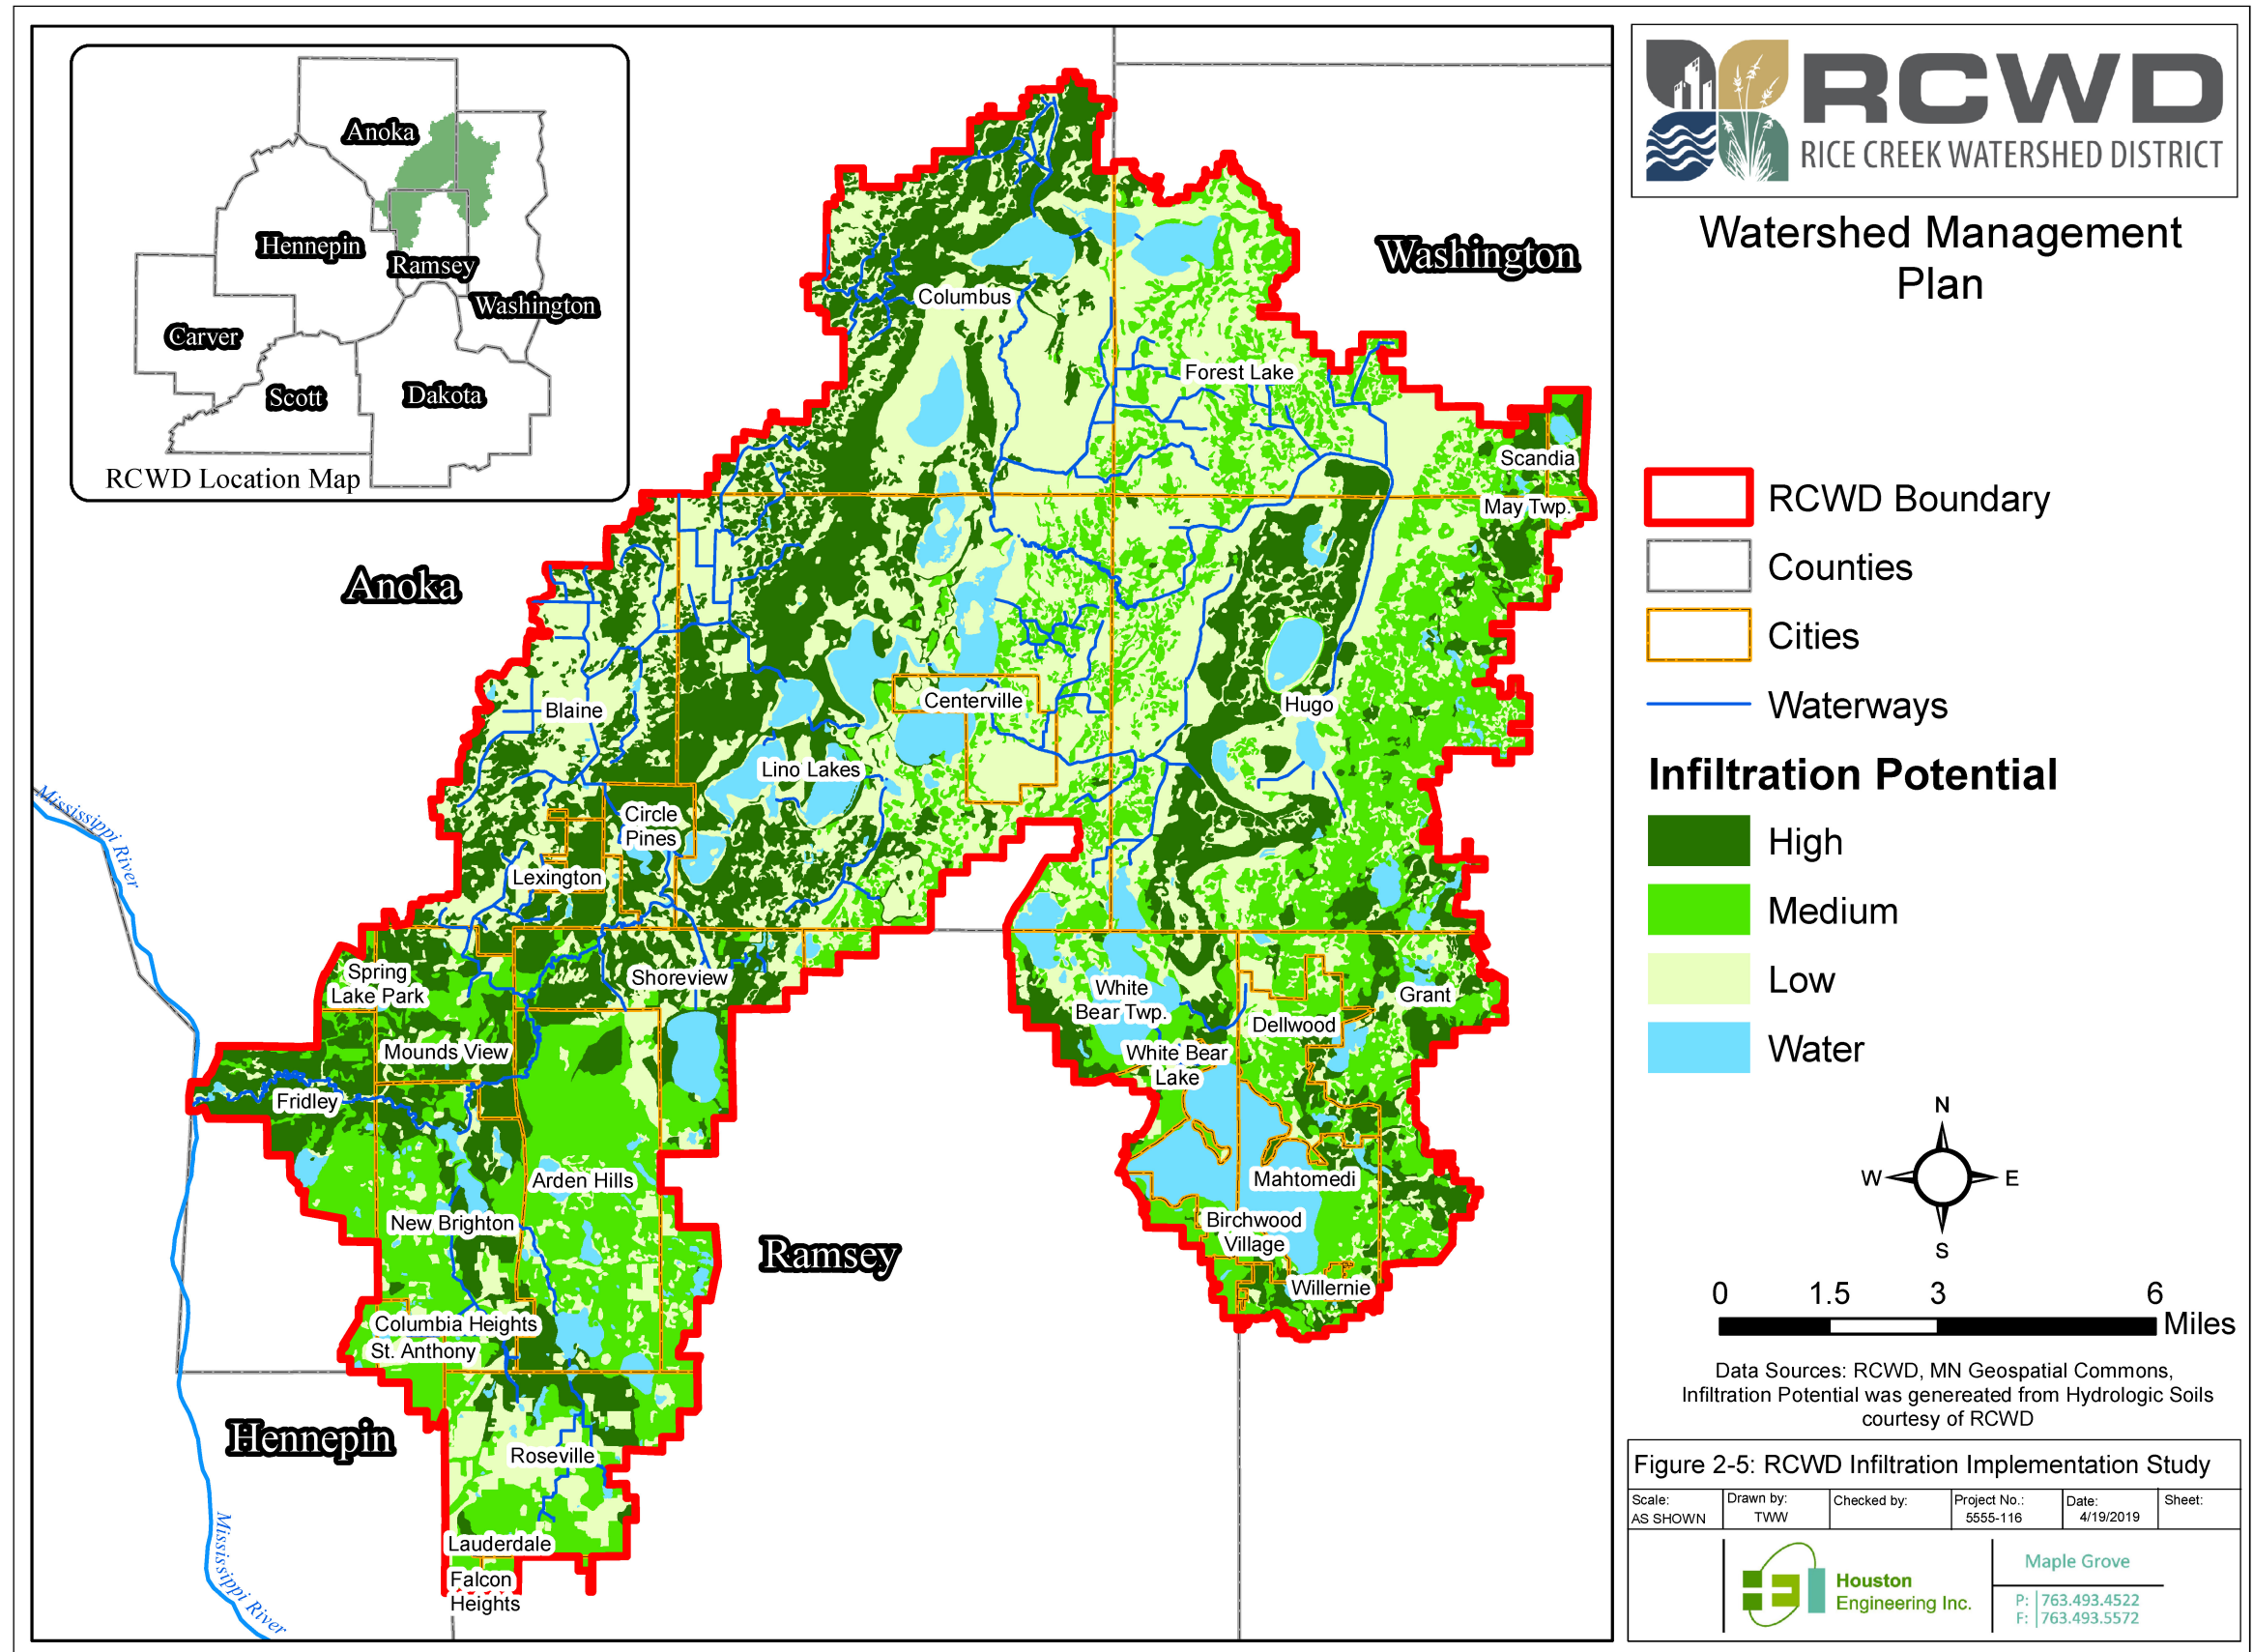 Anoka
Hennepin
Ramsey
Washington
Carver
Scott
Dakota
RCWD Location Map
Washington
Anoka
Ramsey
Hennepin
Mississippi River
Mississippi River
Columbus
Forest Lake
Scandia
May Twp.
Centerville
Hugo
Blaine
Lino Lakes
Circle
Pines
Lexington
Spring
Lake Park
Shoreview
White
Bear Twp.
Grant
Dellwood
Mounds View
White Bear
Lake
Fridley
Arden Hills
Mahtomedi
New Brighton
Birchwood
Village
Willernie
Columbia Heights
St. Anthony
Roseville
Lauderdale
Falcon
Heights
RCWD
RICE CREEK WATERSHED DISTRICT
Watershed Management
Plan
RCWD Boundary
Counties
Cities
Waterways
Infiltration Potential
High
Medium
Low
Water
N
W E
S
0 1.5 3 6
Miles
Data Sources: RCWD, MN Geospatial Commons,
Infiltration Potential was genereated from Hydrologic Soils
courtesy of RCWD
Figure 2-5: RCWD Infiltration Implementation Study
Scale: Drawn by: Checked by: Project No.: Date: Sheet:
AS SHOWN TWW 5555-116 4/19/2019
Houston
Engineering Inc.
Maple Grove
P: 763.493.4522
F: 763.493.5572